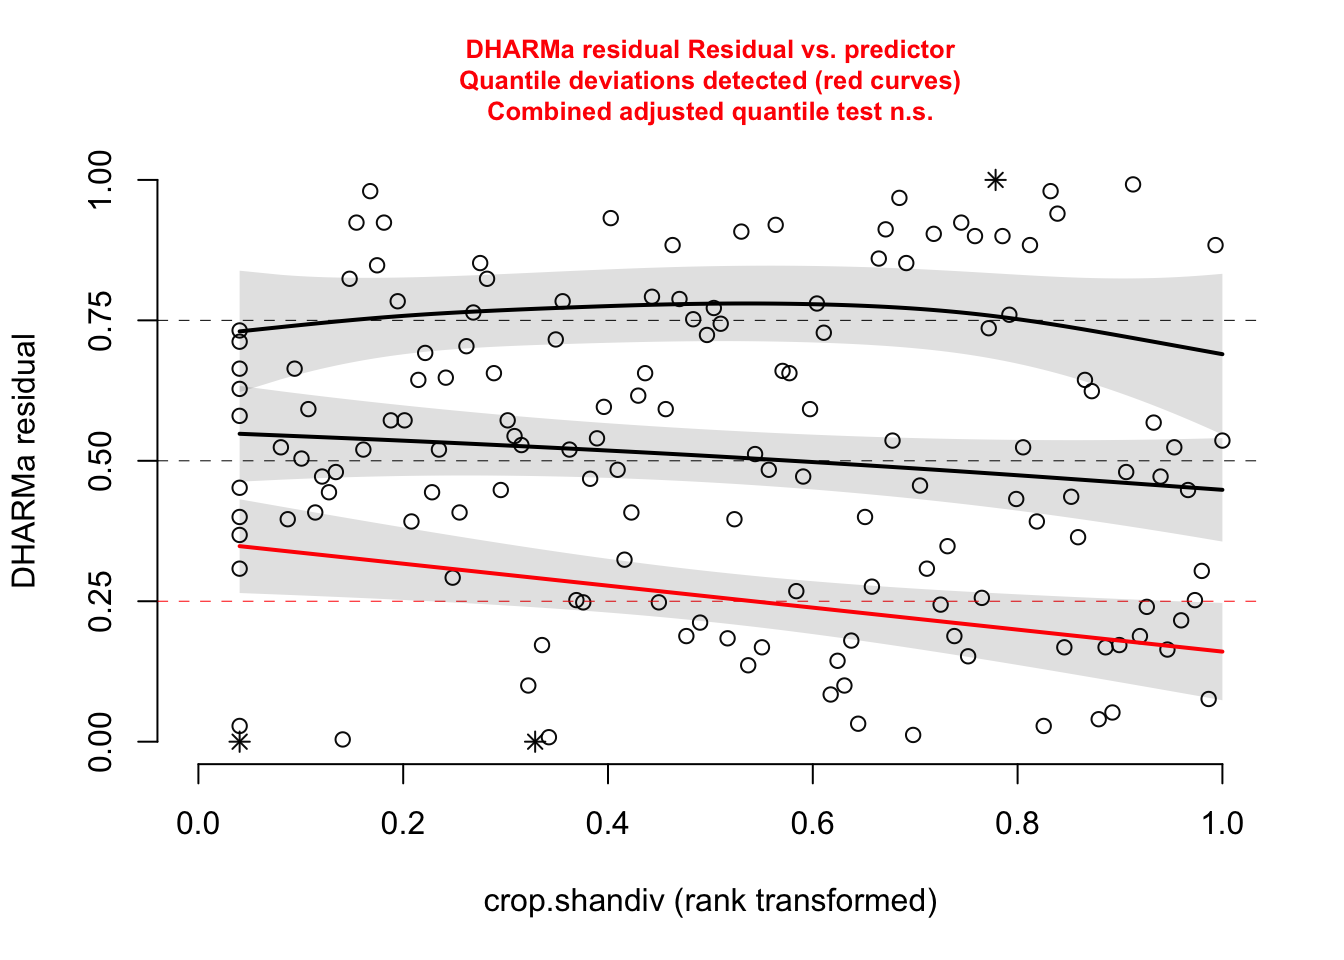 DHARMa residual Residual vs. predictor
Quantile deviations detected (red curves)
Combined adjusted quantile test n.s.
1.00
0.75
0.50
0.25
0.00
DHARMa residual
0.0 0.2 0.4 0.6 0.8 1.0
crop.shandiv (rank transformed)